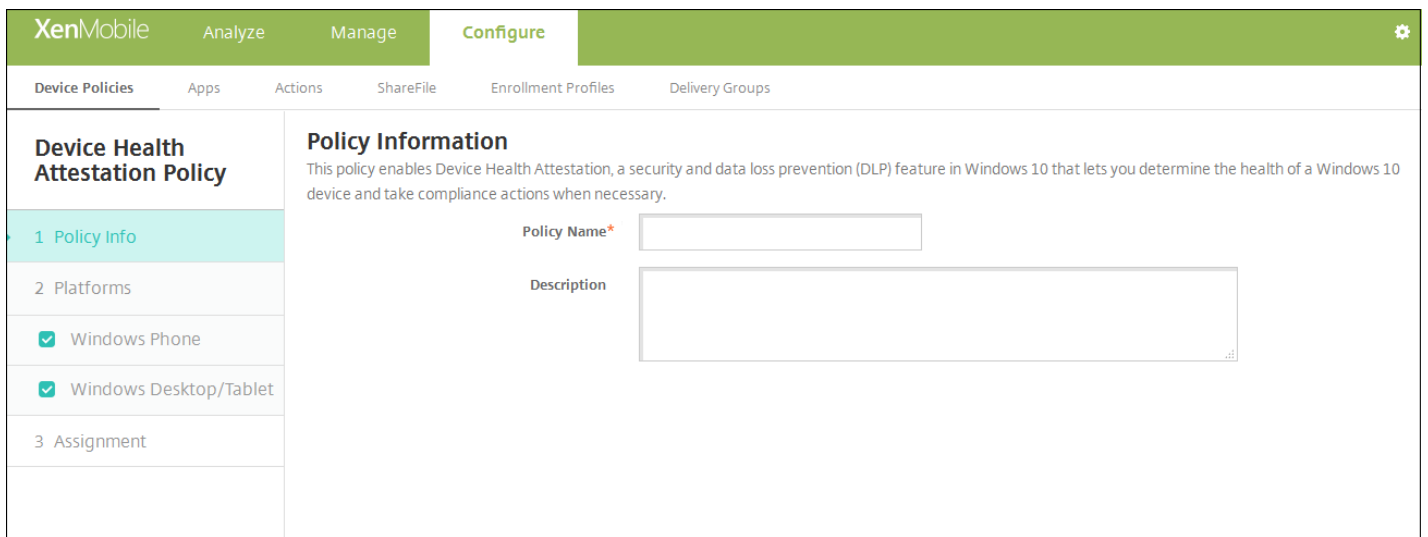 XenMobile Analyze Manage Configure
Device Policies Apps Actions ShareFile Enrollment Profiles Delivery Groups
Device Health
Attestation Policy
1 Policy Info
2 Platforms
Windows Phone
Windows Desktop/Tablet
3 Assignment
Policy Information
This policy enables Device Health Attestation, a security and data loss prevention (DLP) feature in Windows 10 that lets you determine the health of a Windows 10
device and take compliance actions when necessary.
Policy Name*
Description